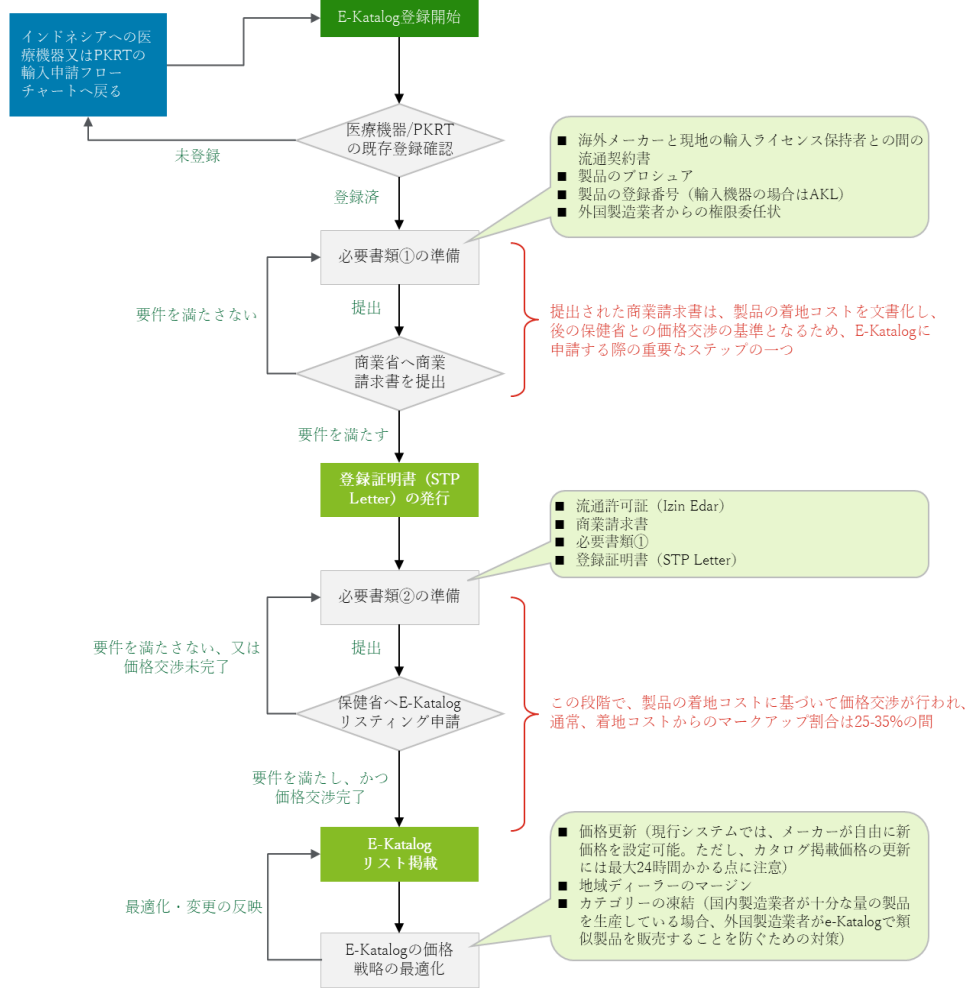 E-Katalog登録開始
インドネシアへの医
療機器又はPKRTの
輸入申請フロー
チャートへ戻る
医療機器/PKRT
の既存登録確認
未登録
登録済
■ 海外メーカーと現地の輸入ライセンス保持者との間の
流通契約書
■ 製品のブロシュア
■ 製品の登録番号（輸入機器の場合はAKL）
■ 外国製造業者からの権限委任状
必要書類①の準備
要件を満たさない
提出
提出された商業請求書は、製品の着地コストを文書化し、
後の保健省との価格交渉の基準となるため、E-Katalogに
申請する際の重要なステップの一つ
商業省へ商業
請求書を提出
要件を満たす
登録証明書（STP
Letter）の発行
■ 流通許可証（Izin Edar）
■ 商業請求書
■ 必要書類①
■ 登録証明書（STP Letter）
必要書類②の準備
要件を満たさない、又は
価格交渉未完了
提出
保健省へE-Katalog
リスティング申請
この段階で、製品の着地コストに基づいて価格交渉が行われ、
通常、着地コストからのマークアップ割合は25-35%の間
要件を満たし、かつ
価格交渉完了
E-Katalog
リスト掲載
■ 価格更新（現行システムでは、メーカーが自由に新
価格を設定可能。ただし、カタログ掲載価格の更新
には最大24時間かかる点に注意）
■ 地域ディーラーのマージン
■ カテゴリーの凍結（国内製造業者が十分な量の製品
を生産している場合、外国製造業者がe-Katalogで類
似製品を販売することを防ぐための対策）
最適化・変更の反映
E-Katalogの価格
戦略の最適化